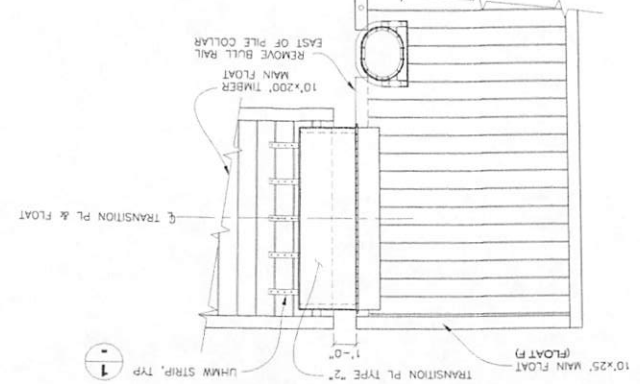 10'x25' MAIN FLOAT
(FLOAT F)
TRANSITION PL TYPE "2"
1'-0"
UHMW STRIP, TYP
1
-
℄ TRANSITION PL & FLOAT
10'x200' TIMBER
MAIN FLOAT
REMOVE BULL RAIL
EAST OF PILE COLLAR